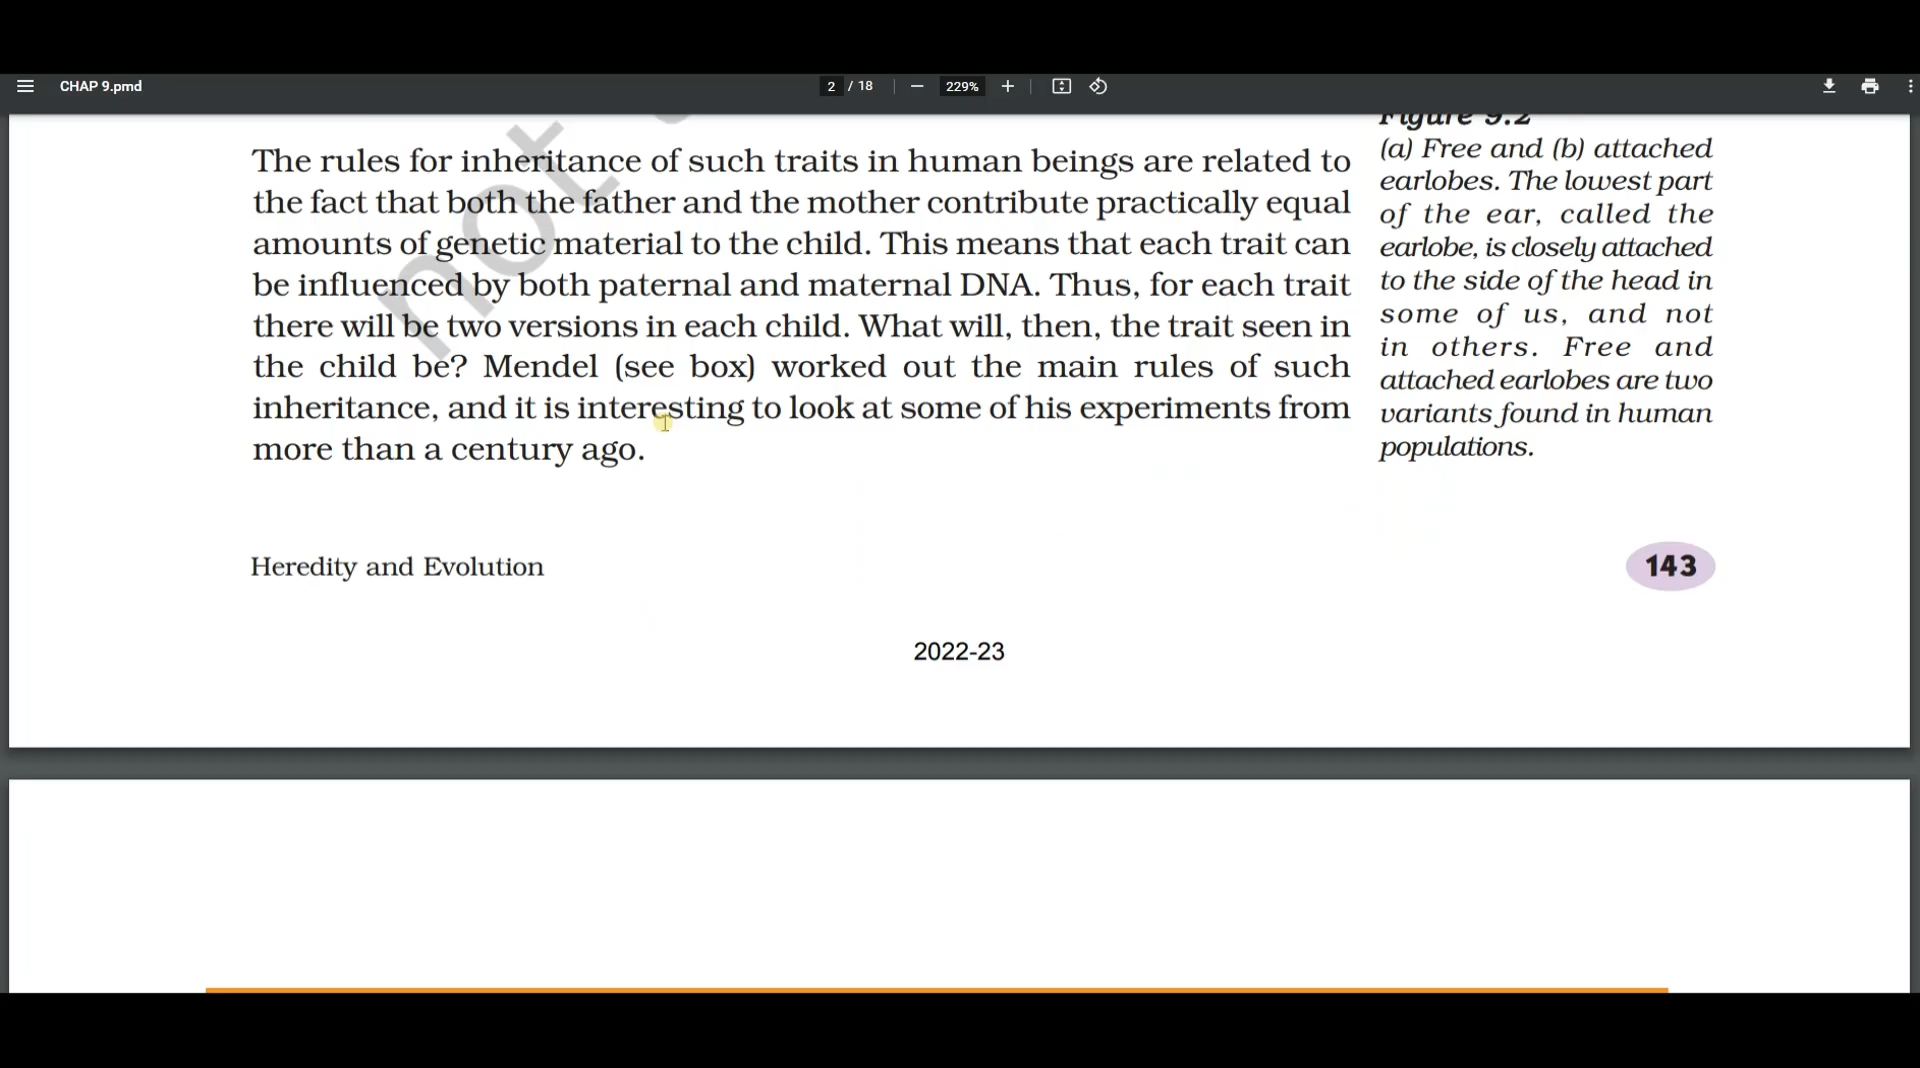 CHAP 9.pmd
2 / 18
229%
The rules for inheritance of such traits in human beings are related to
the fact that both the father and the mother contribute practically equal
amounts of genetic material to the child. This means that each trait can
be influenced by both paternal and maternal DNA. Thus, for each trait
there will be two versions in each child. What will, then, the trait seen in
the child be? Mendel (see box) worked out the main rules of such
inheritance, and it is interesting to look at some of his experiments from
more than a century ago.
Figure 9.2
(a) Free and (b) attached
earlobes. The lowest part
of the ear, called the
earlobe, is closely attached
to the side of the head in
some of us, and not
in others. Free and
attached earlobes are two
variants found in human
populations.
not
Heredity and Evolution
143
2022-23